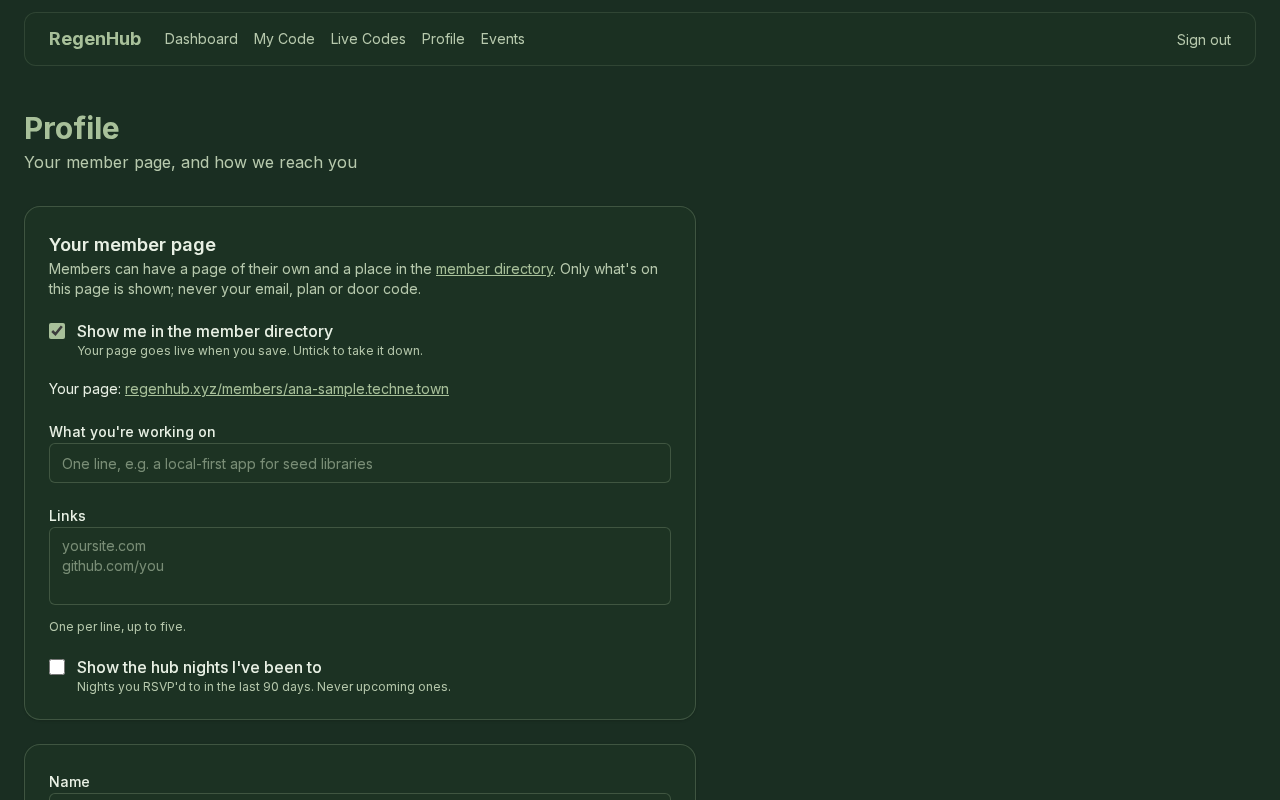 RegenHub Dashboard My Code Live Codes Profile Events Sign out
Profile
Your member page, and how we reach you
Your member page
Members can have a page of their own and a place in the member directory. Only what's on
this page is shown; never your email, plan or door code.
Show me in the member directory
Your page goes live when you save. Untick to take it down.
Your page: regenhub.xyz/members/ana-sample.techne.town
What you're working on
One line, e.g. a local-first app for seed libraries
Links
yoursite.com
github.com/you
One per line, up to five.
Show the hub nights I've been to
Nights you RSVP'd to in the last 90 days. Never upcoming ones.
Name